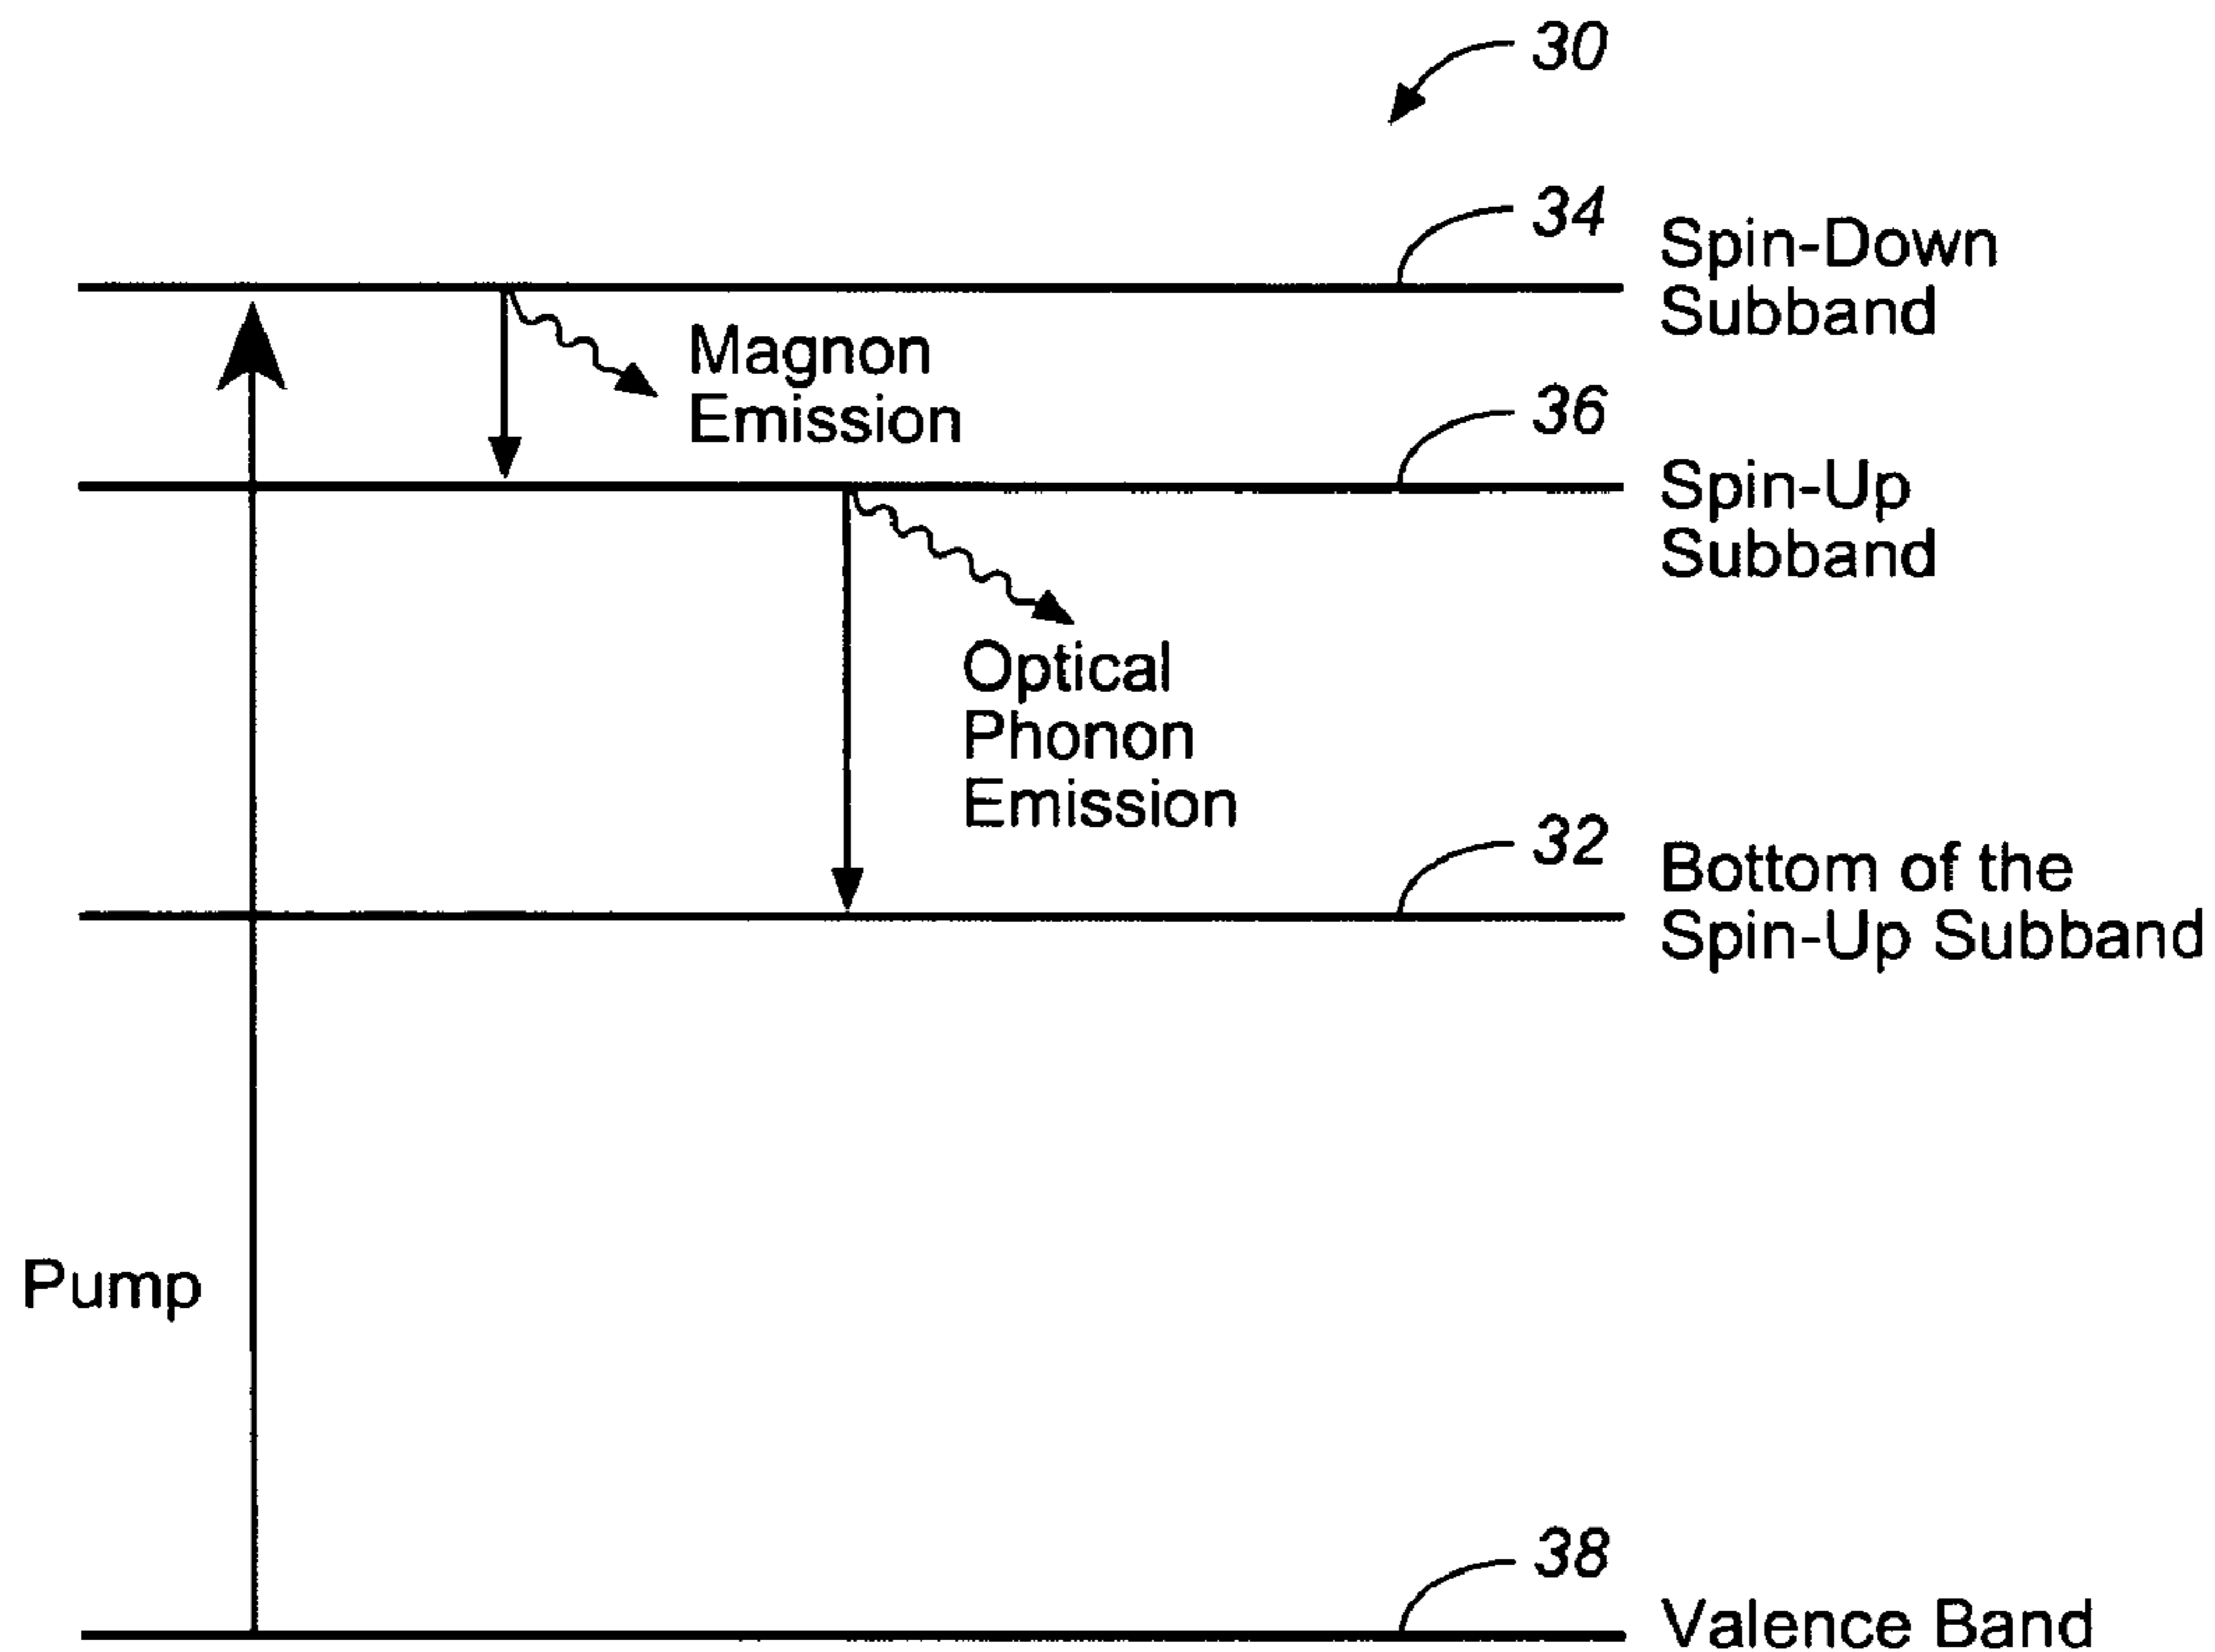 30
34
Spin-Down
Subband
Magnon
Emission
36
Spin-Up
Subband
Optical
Phonon
Emission
32
Bottom of the
Spin-Up Subband
Pump
38
Valence Band